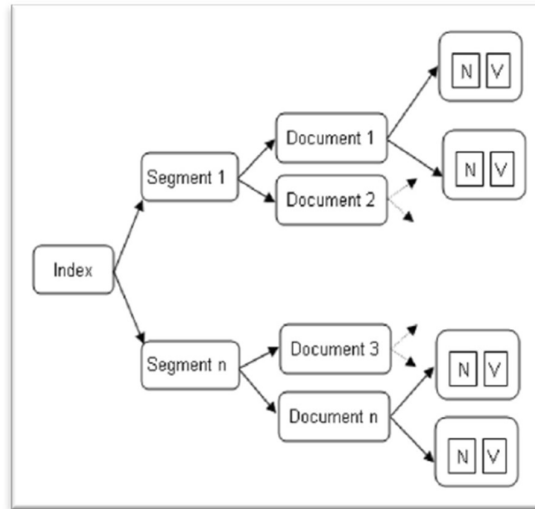 N V
Document 1
Segment 1
N V
Document 2
Index
Document 3
Segment n
N V
Document n
N V